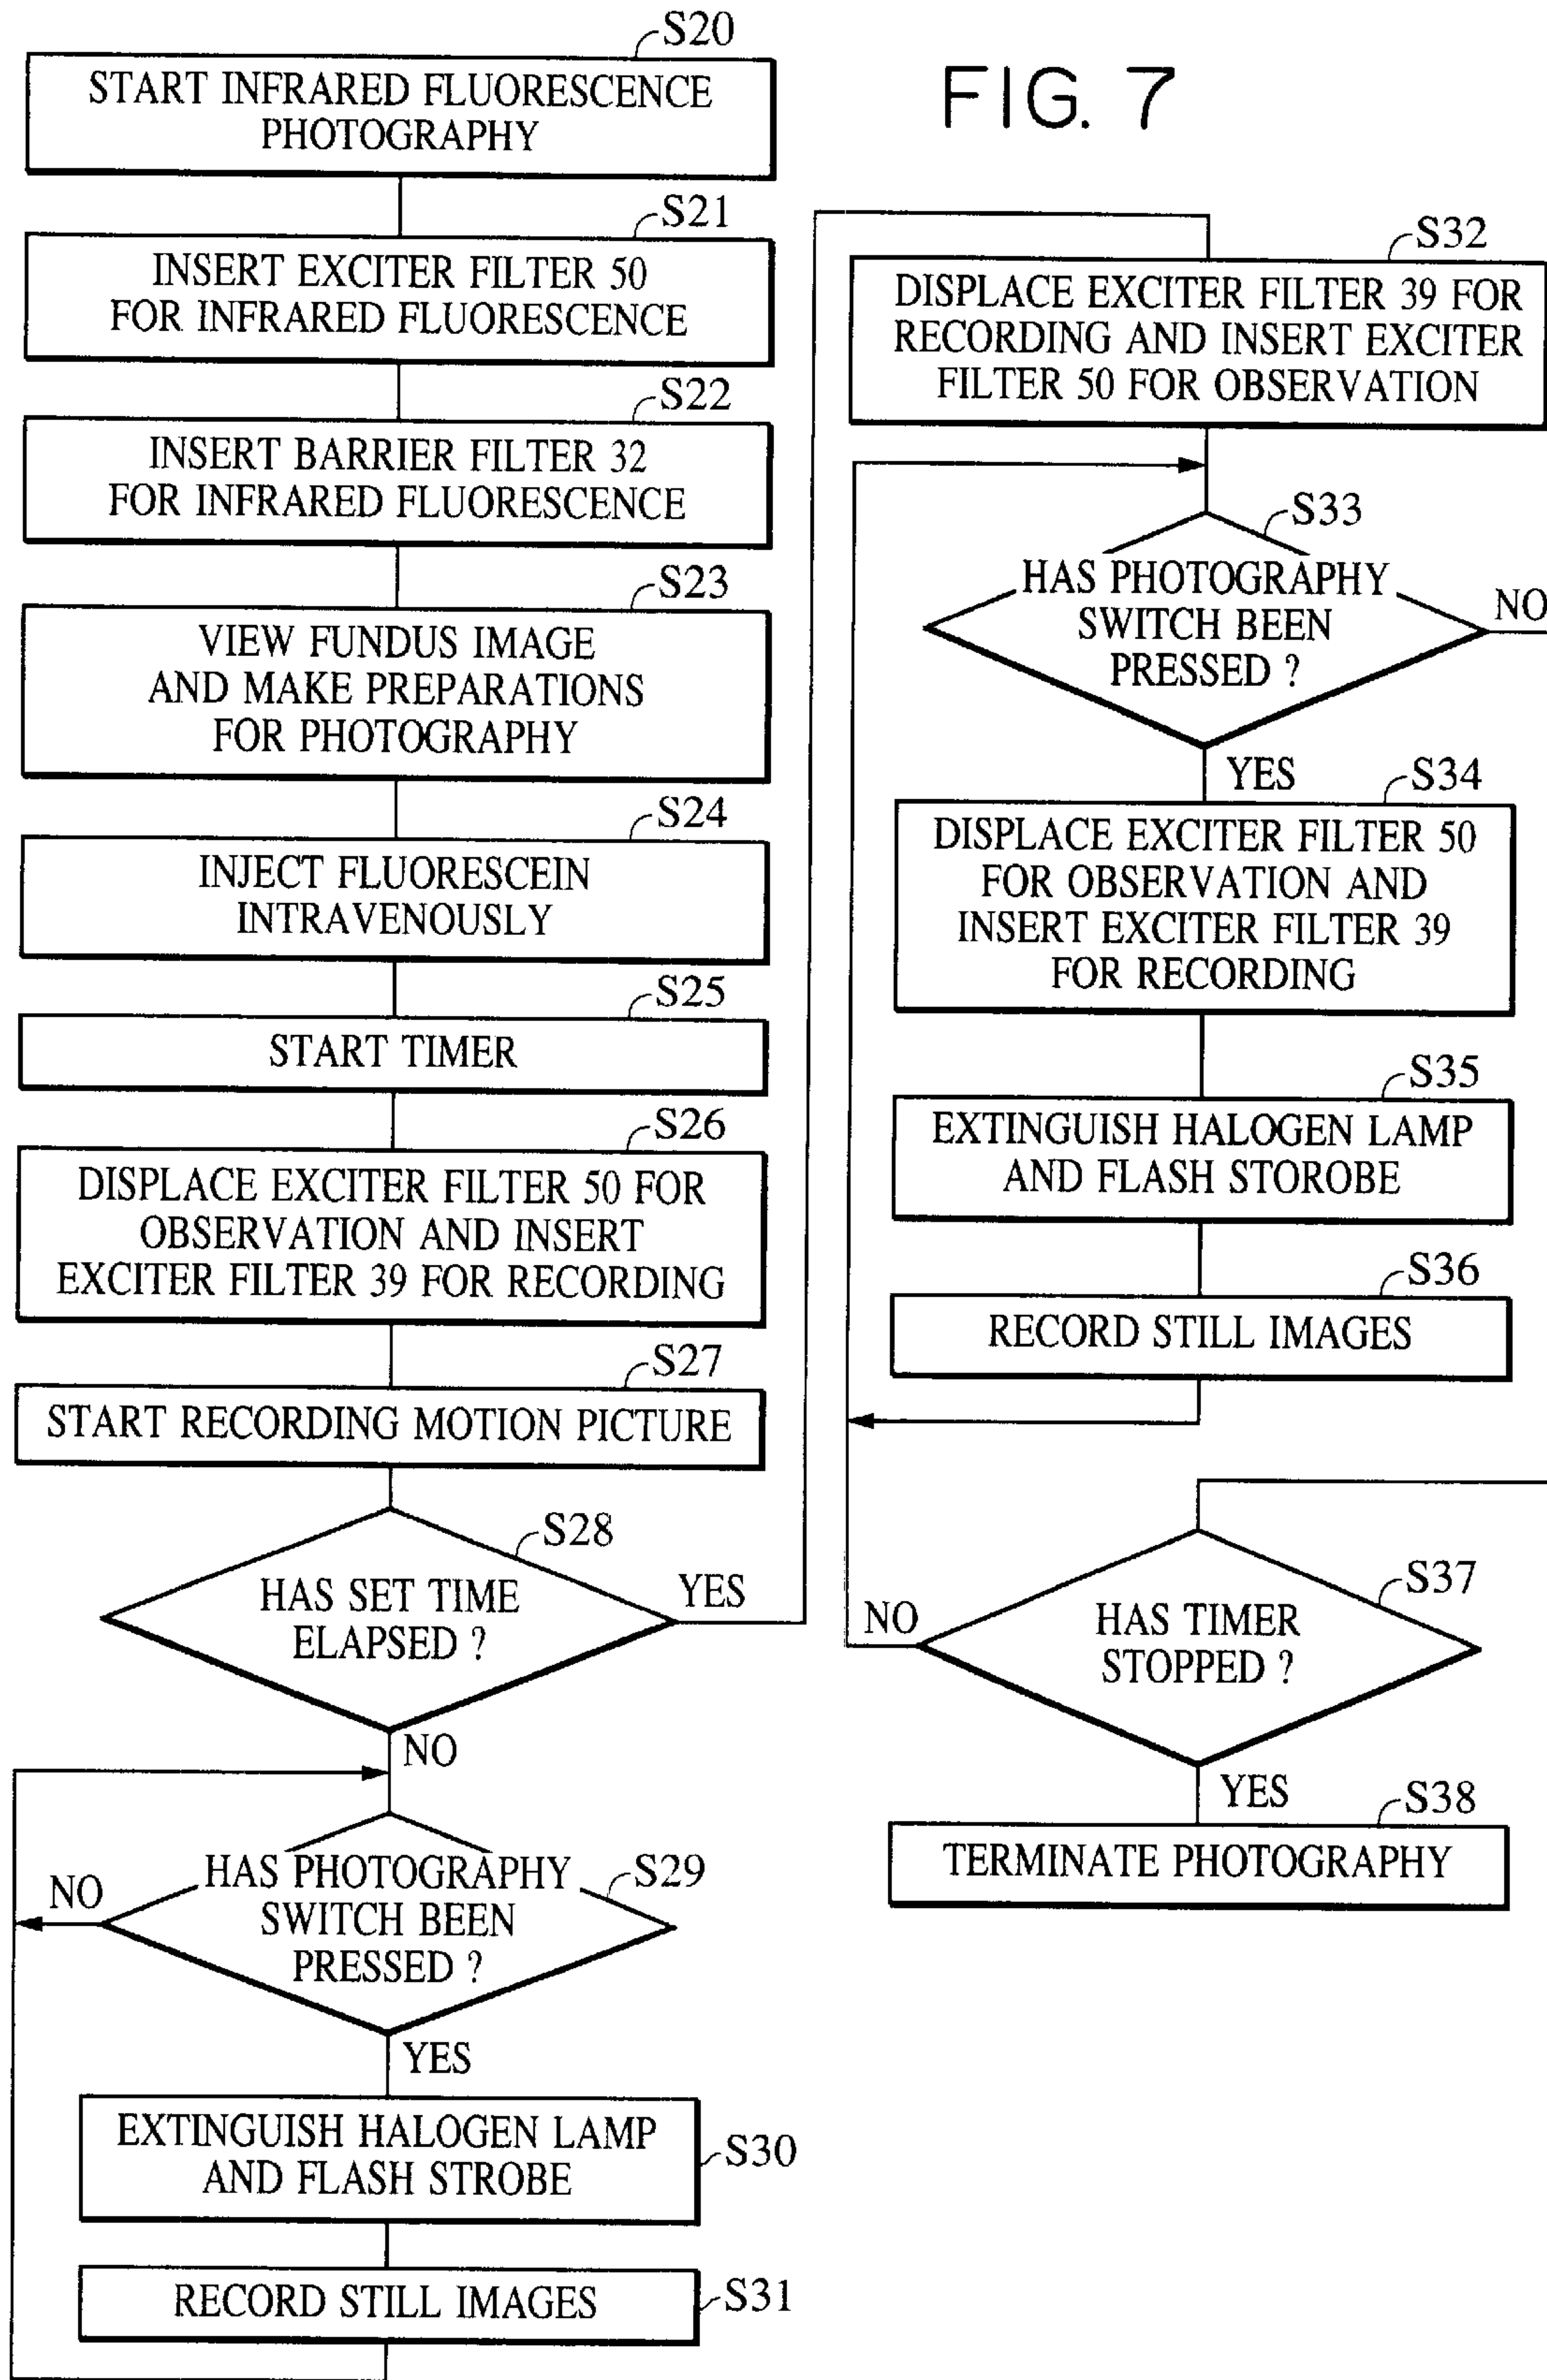 FIG. 7
S20
START INFRARED FLUORESCENCE
PHOTOGRAPHY
S21
INSERT EXCITER FILTER 50
FOR INFRARED FLUORESCENCE
S22
INSERT BARRIER FILTER 32
FOR INFRARED FLUORESCENCE
S23
VIEW FUNDUS IMAGE
AND MAKE PREPARATIONS
FOR PHOTOGRAPHY
S24
INJECT FLUORESCEIN
INTRAVENOUSLY
S25
START TIMER
S26
DISPLACE EXCITER FILTER 50 FOR
OBSERVATION AND INSERT
EXCITER FILTER 39 FOR RECORDING
S27
START RECORDING MOTION PICTURE
S28
HAS SET TIME
ELAPSED ?
YES
NO
S29
HAS PHOTOGRAPHY
SWITCH BEEN
PRESSED ?
NO
YES
EXTINGUISH HALOGEN LAMP
AND FLASH STROBE
S30
RECORD STILL IMAGES
S31
S32
DISPLACE EXCITER FILTER 39 FOR
RECORDING AND INSERT EXCITER
FILTER 50 FOR OBSERVATION
S33
HAS PHOTOGRAPHY
SWITCH BEEN
PRESSED ?
NO
YES
S34
DISPLACE EXCITER FILTER 50
FOR OBSERVATION AND
INSERT EXCITER FILTER 39
FOR RECORDING
S35
EXTINGUISH HALOGEN LAMP
AND FLASH STOROBE
S36
RECORD STILL IMAGES
S37
HAS TIMER
STOPPED ?
NO
YES
S38
TERMINATE PHOTOGRAPHY